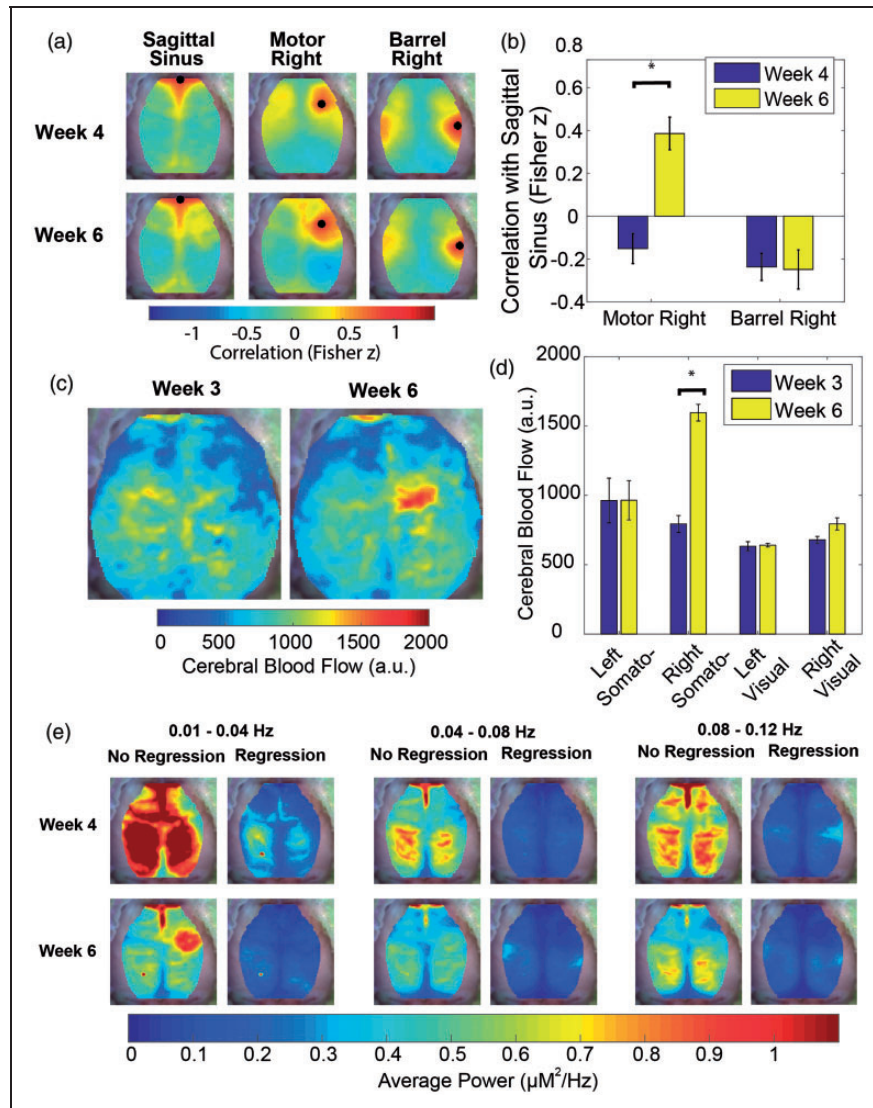 (a)
Sagittal Sinus
Motor Right
Barrel Right
Week 4
Week 6
-1 -0.5 0 0.5 1
Correlation (Fisher z)
(b)
Correlation with Sagittal
Sinus (Fisher z)
0.8
0.6
0.4
0.2
0
-0.2
-0.4
*
Week 4
Week 6
Motor Right Barrel Right
(c)
Week 3 Week 6
0 500 1000 1500 2000
Cerebral Blood Flow (a.u.)
(d)
Cerebral Blood Flow (a.u.)
2000
1500
1000
500
0
*
Week 3
Week 6
Left Somato-
Right Somato-
Left Visual
Right Visual
(e)
0.01 - 0.04 Hz 0.04 - 0.08 Hz 0.08 - 0.12 Hz
No Regression Regression No Regression Regression No Regression Regression
Week 4
Week 6
0 0.1 0.2 0.3 0.4 0.5 0.6 0.7 0.8 0.9 1
Average Power (µM²/Hz)